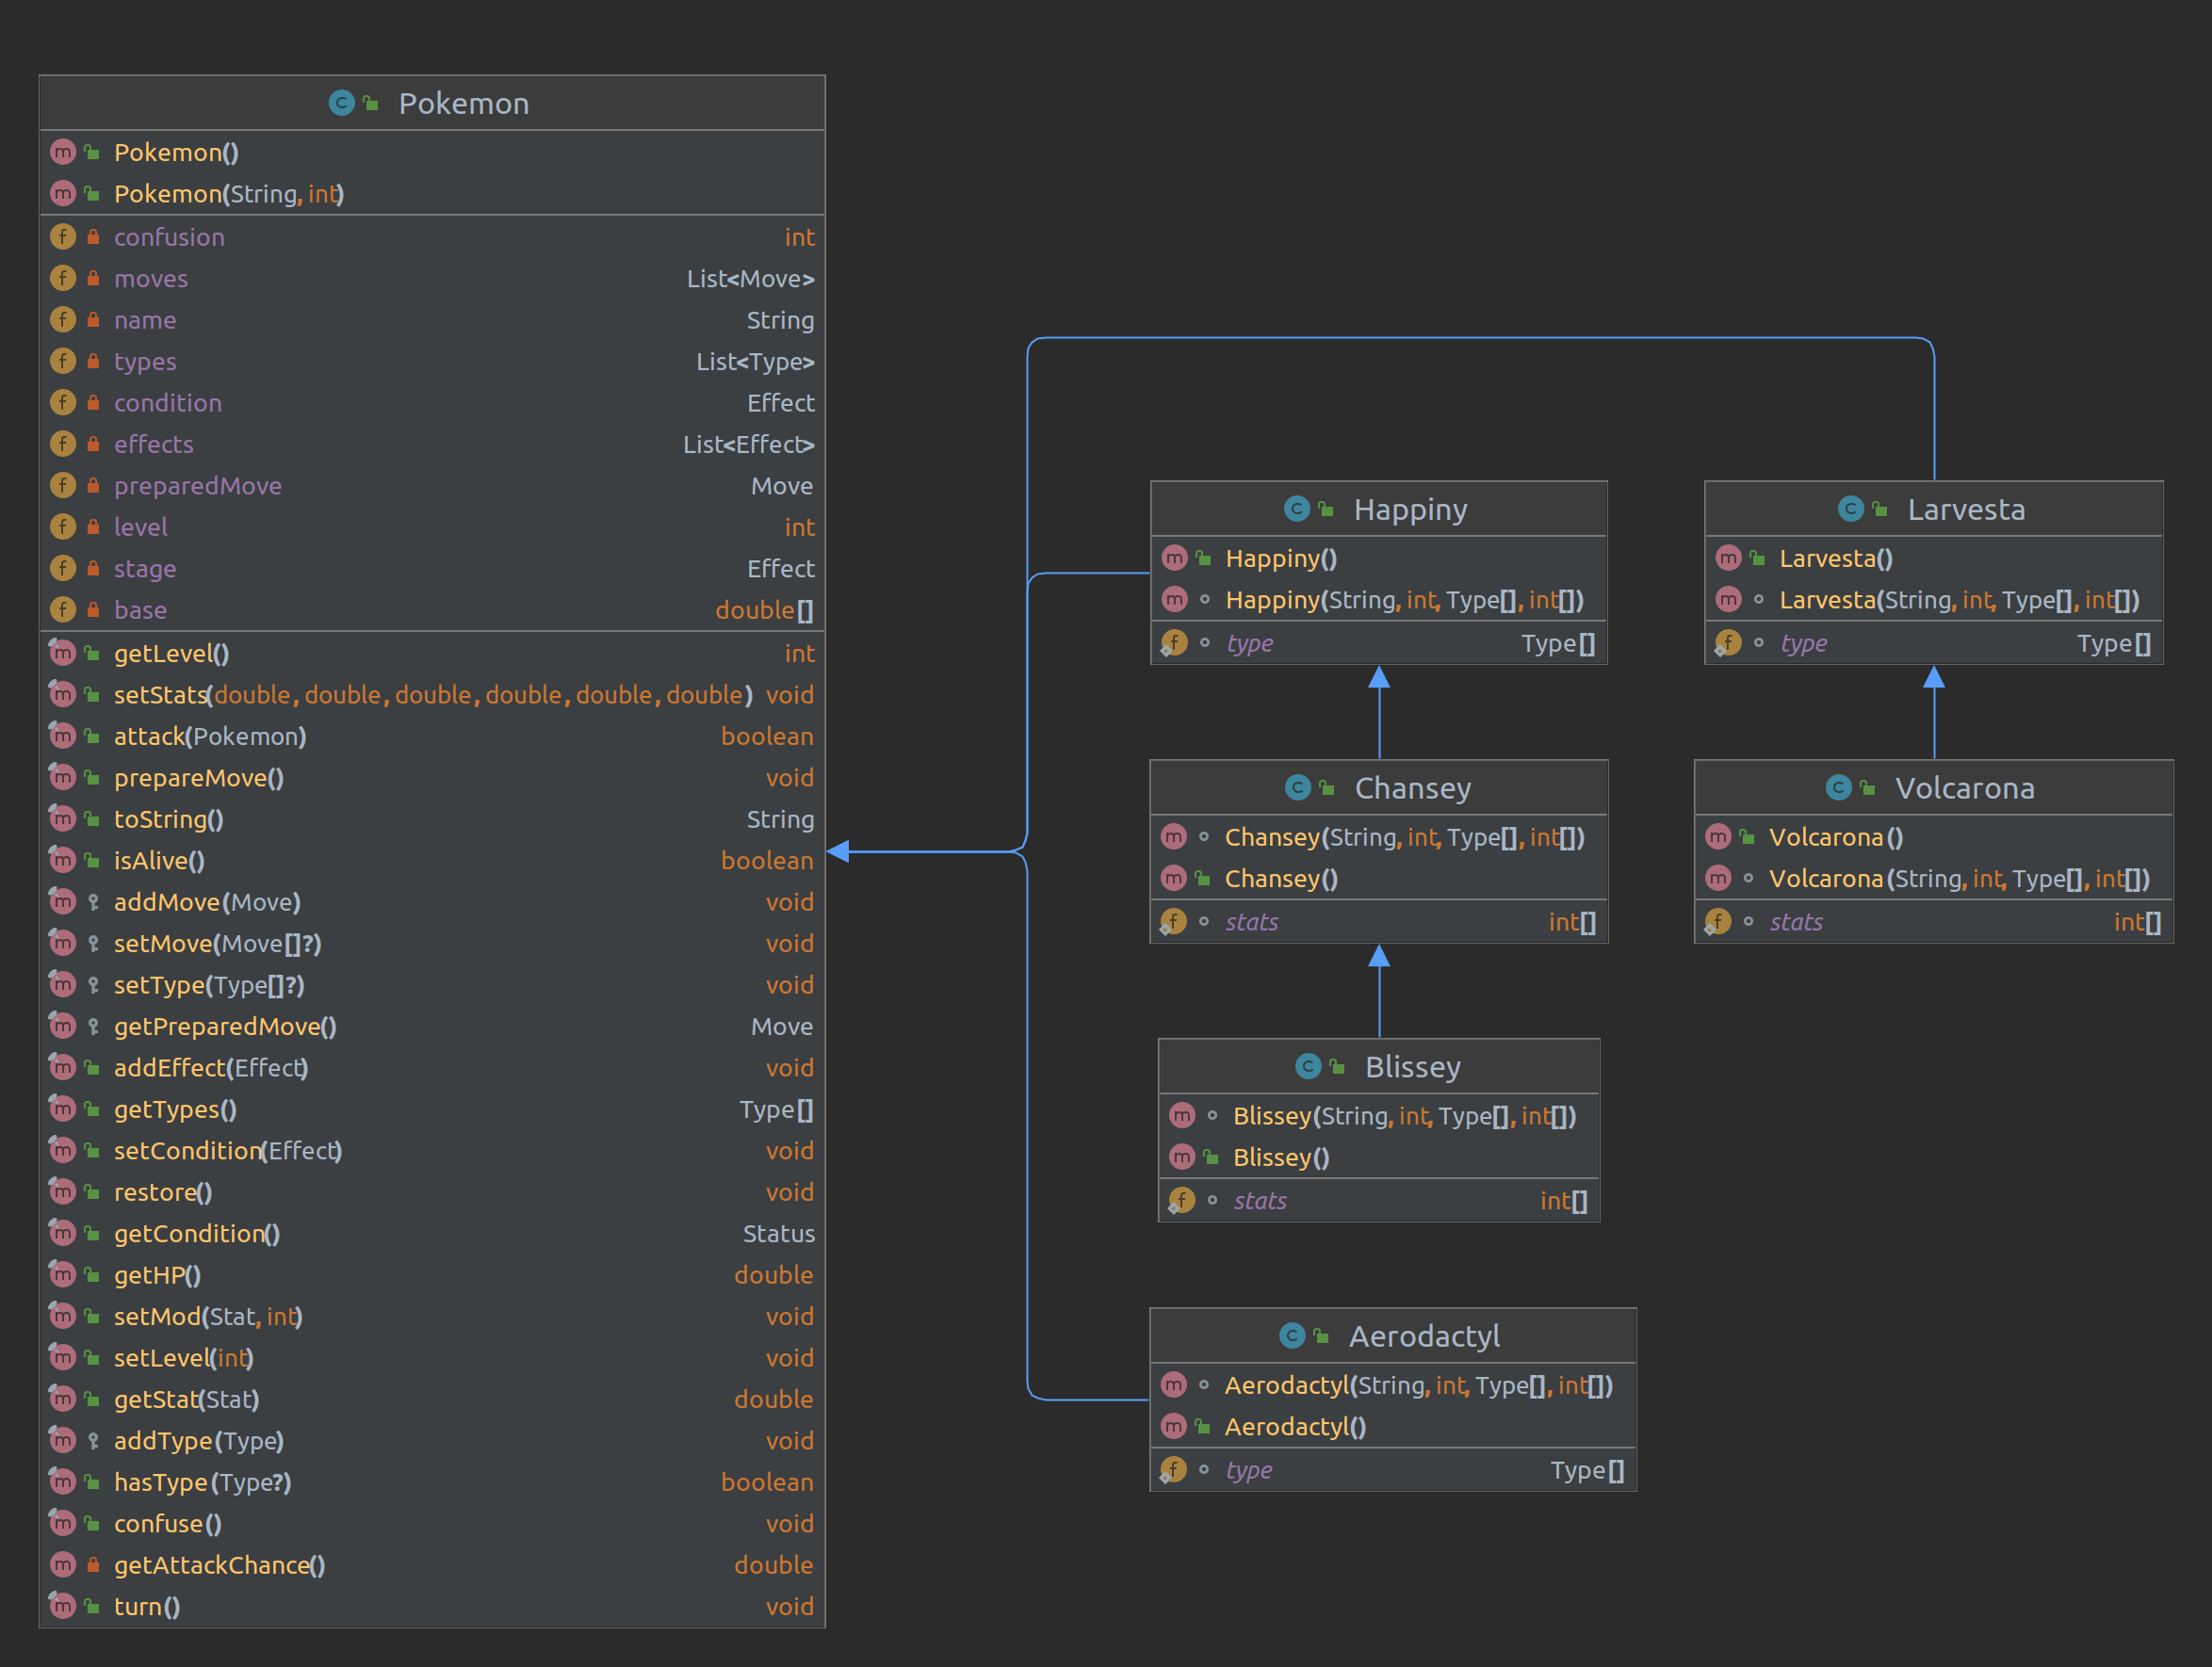 Pokemon
Pokemon()
Pokemon(String, int)
confusion int
moves List<Move>
name String
types List<Type>
condition Effect
effects List<Effect>
preparedMove Move
level int
stage Effect
base double[]
getLevel() int
setStats(double, double, double, double, double, double) void
attack(Pokemon) boolean
prepareMove() void
toString() String
isAlive() boolean
addMove(Move) void
setMove(Move[]?) void
setType(Type[]?) void
getPreparedMove() Move
addEffect(Effect) void
getTypes() Type[]
setCondition(Effect) void
restore() void
getCondition() Status
getHP() double
setMod(Stat, int) void
setLevel(int) void
getStat(Stat) double
addType(Type) void
hasType(Type?) boolean
confuse() void
getAttackChance() double
turn() void
Happiny
Happiny()
Happiny(String, int, Type[], int[])
type Type[]
Larvesta
Larvesta()
Larvesta(String, int, Type[], int[])
type Type[]
Chansey
Chansey(String, int, Type[], int[])
Chansey()
stats int[]
Volcarona
Volcarona()
Volcarona(String, int, Type[], int[])
stats int[]
Blissey
Blissey(String, int, Type[], int[])
Blissey()
stats int[]
Aerodactyl
Aerodactyl(String, int, Type[], int[])
Aerodactyl()
type Type[]